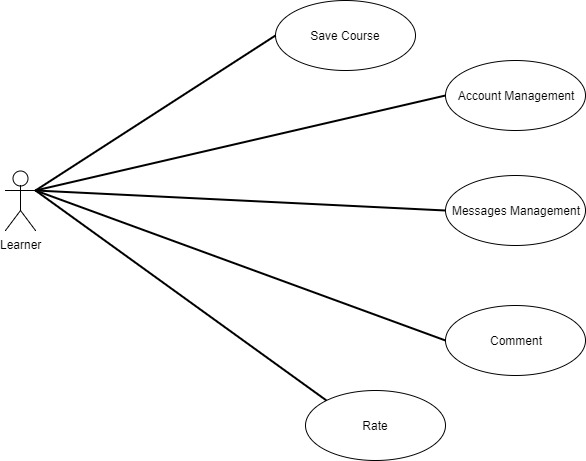 Save Course
Account Management
Messages Management
Learner
Comment
Rate